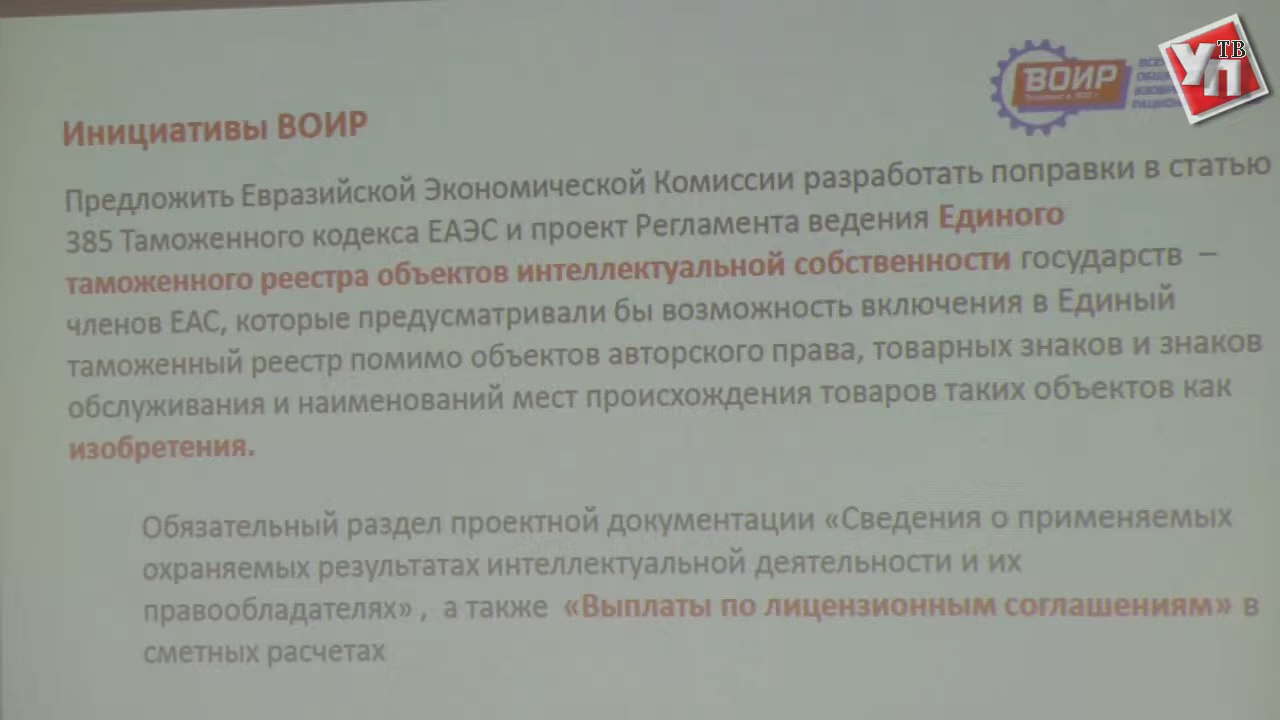 ВОИР
УП ТВ
Инициативы ВОИР
Предложить Евразийской Экономической Комиссии разработать поправки в статью
385 Таможенного кодекса ЕАЭС и проект Регламента ведения Единого
таможенного реестра объектов интеллектуальной собственности государств –
членов ЕАС, которые предусматривали бы возможность включения в Единый
таможенный реестр помимо объектов авторского права, товарных знаков и знаков
обслуживания и наименований мест происхождения товаров таких объектов как
изобретения.
Обязательный раздел проектной документации «Сведения о применяемых
охраняемых результатах интеллектуальной деятельности и их
правообладателях» , а также «Выплаты по лицензионным соглашениям» в
сметных расчетах